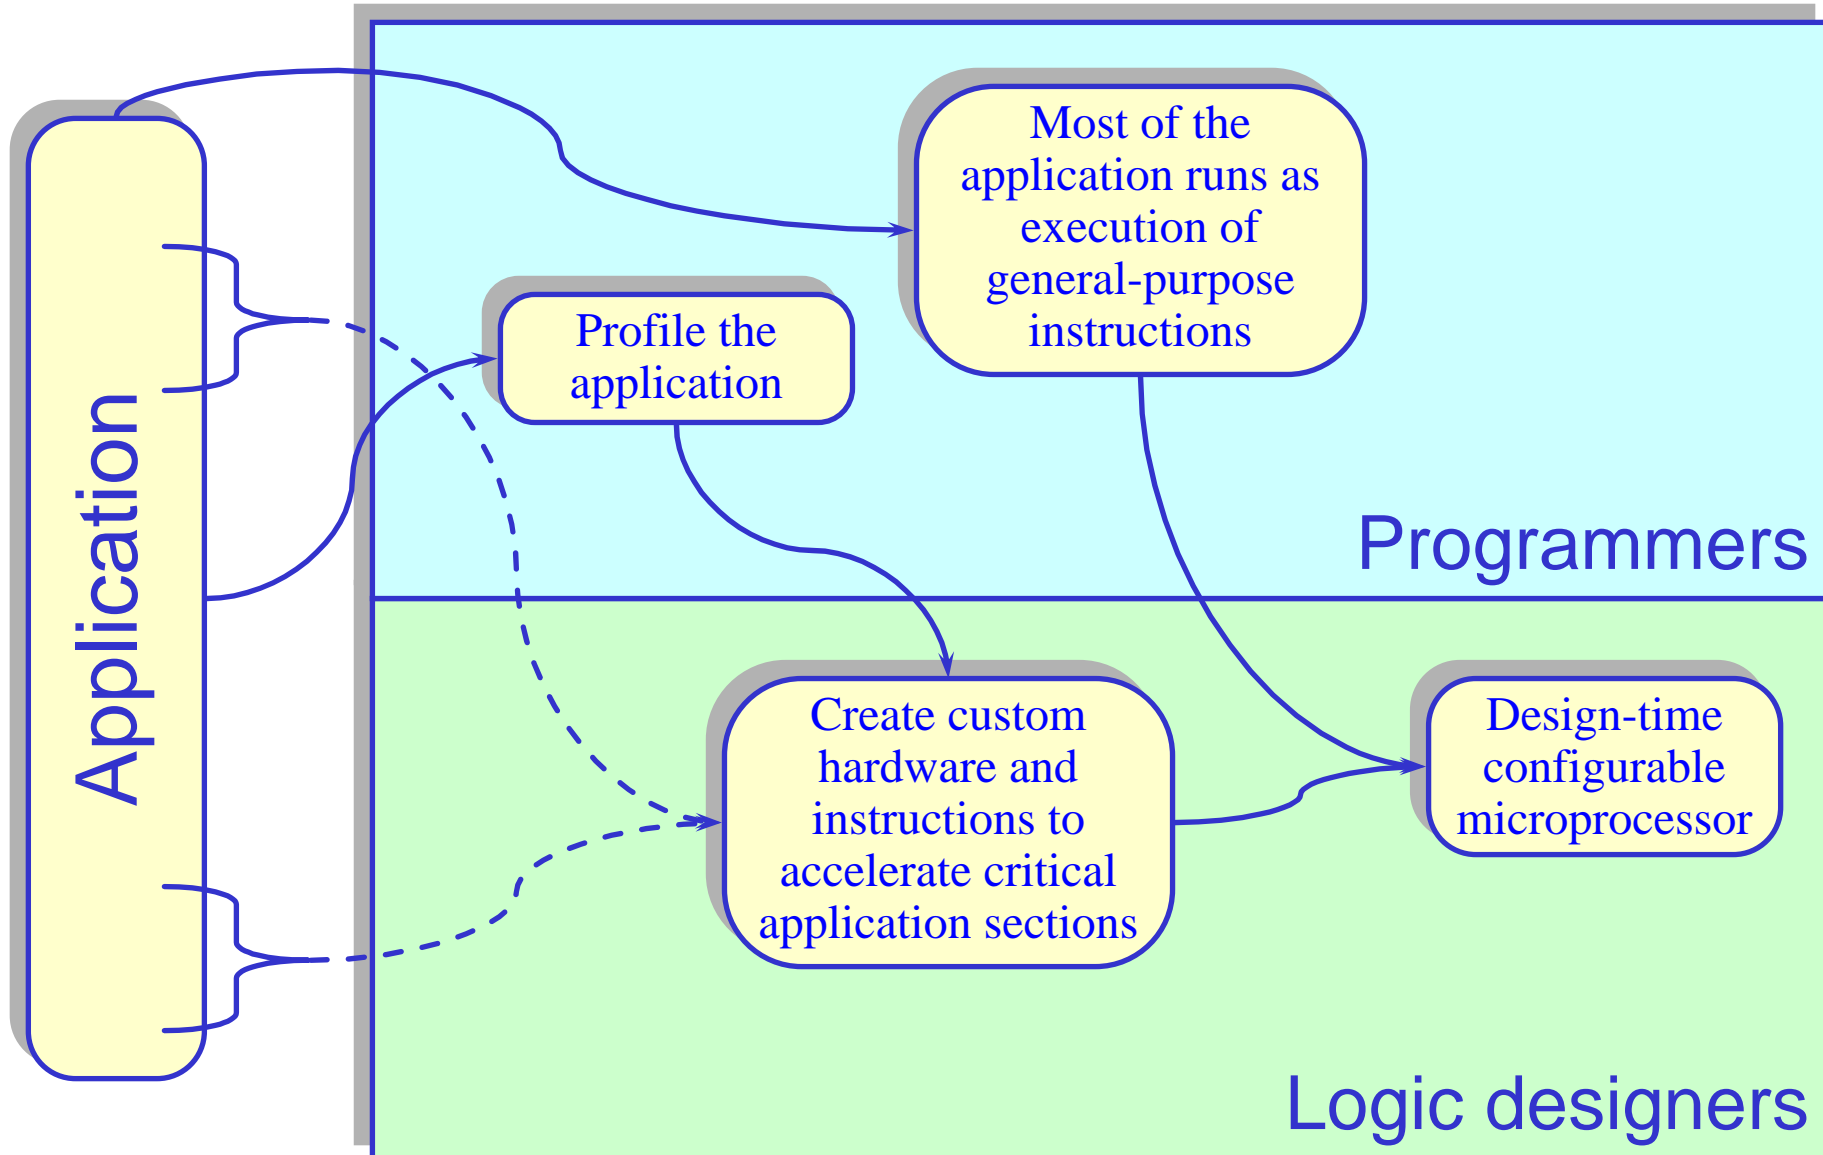 Application
Most of the
application runs as
execution of
general-purpose
instructions
Profile the
application
Programmers
Create custom
hardware and
instructions to
accelerate critical
application sections
Design-time
configurable
microprocessor
Logic designers